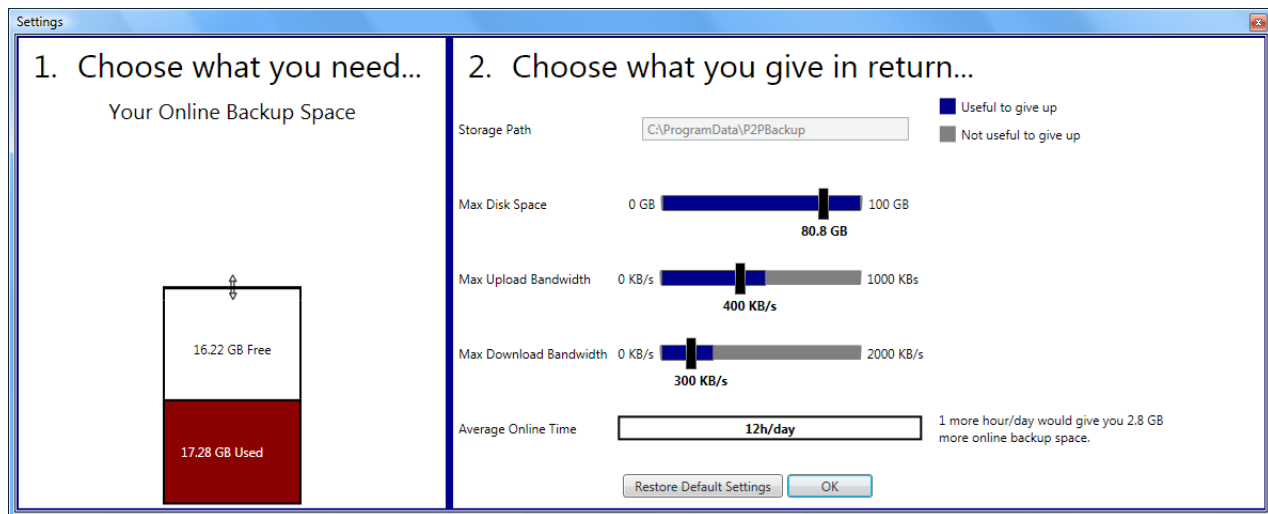 Settings
1. Choose what you need...
Your Online Backup Space
16.22 GB Free
17.28 GB Used
2. Choose what you give in return...
Useful to give up
Not useful to give up
Storage Path C:\ProgramData\P2PBackup
Max Disk Space 0 GB 100 GB
80.8 GB
Max Upload Bandwidth 0 KB/s 1000 KBs
400 KB/s
Max Download Bandwidth 0 KB/s 2000 KB/s
300 KB/s
Average Online Time 12h/day
1 more hour/day would give you 2.8 GB
more online backup space.
Restore Default Settings OK